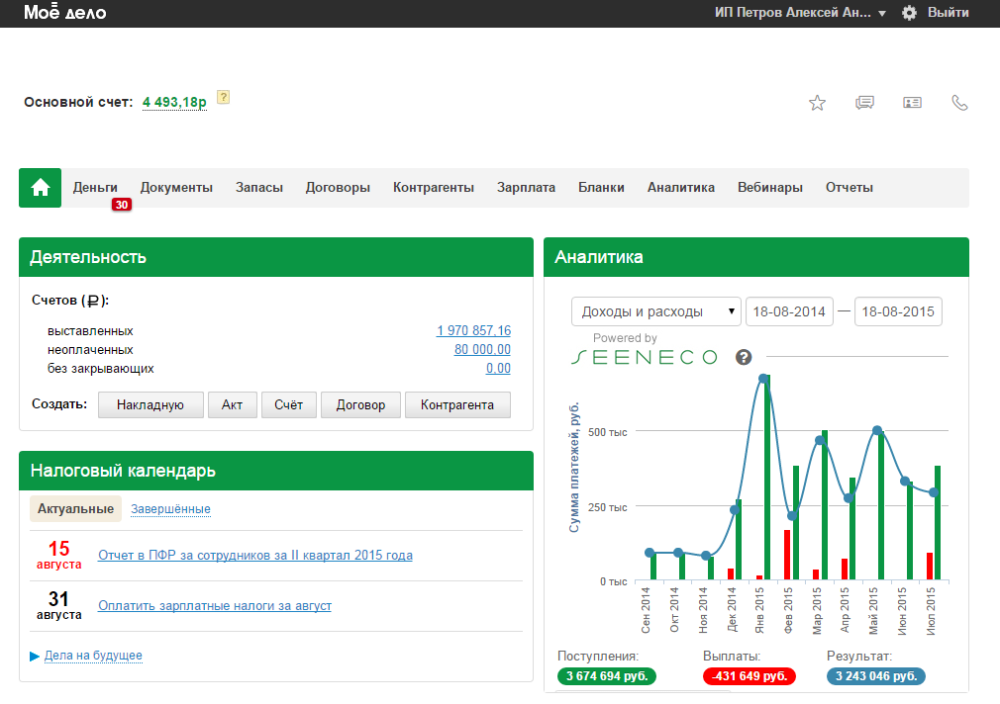 Моё дело
ИП Петров Алексей Ан... Выйти
Основной счет: 4 493,18р ?
Деньги Документы Запасы Договоры Контрагенты Зарплата Бланки Аналитика Вебинары Отчеты
30
Деятельность
Счетов (₽):
выставленных 1 970 857,16
неоплаченных 80 000,00
без закрывающих 0,00
Создать: Накладную Акт Счёт Договор Контрагента
Налоговый календарь
Актуальные Завершённые
15
августа
Отчет в ПФР за сотрудников за II квартал 2015 года
31
августа
Оплатить зарплатные налоги за август
Дела на будущее
Аналитика
Доходы и расходы 18-08-2014 — 18-08-2015
Powered by
SEENECO ?
Сумма платежей, руб.
500 тыс
250 тыс
0 тыс
Сен 2014
Окт 2014
Ноя 2014
Дек 2014
Янв 2015
Фев 2015
Мар 2015
Апр 2015
Май 2015
Июн 2015
Июл 2015
Поступления: Выплаты: Результат:
3 674 694 руб. -431 649 руб. 3 243 046 руб.